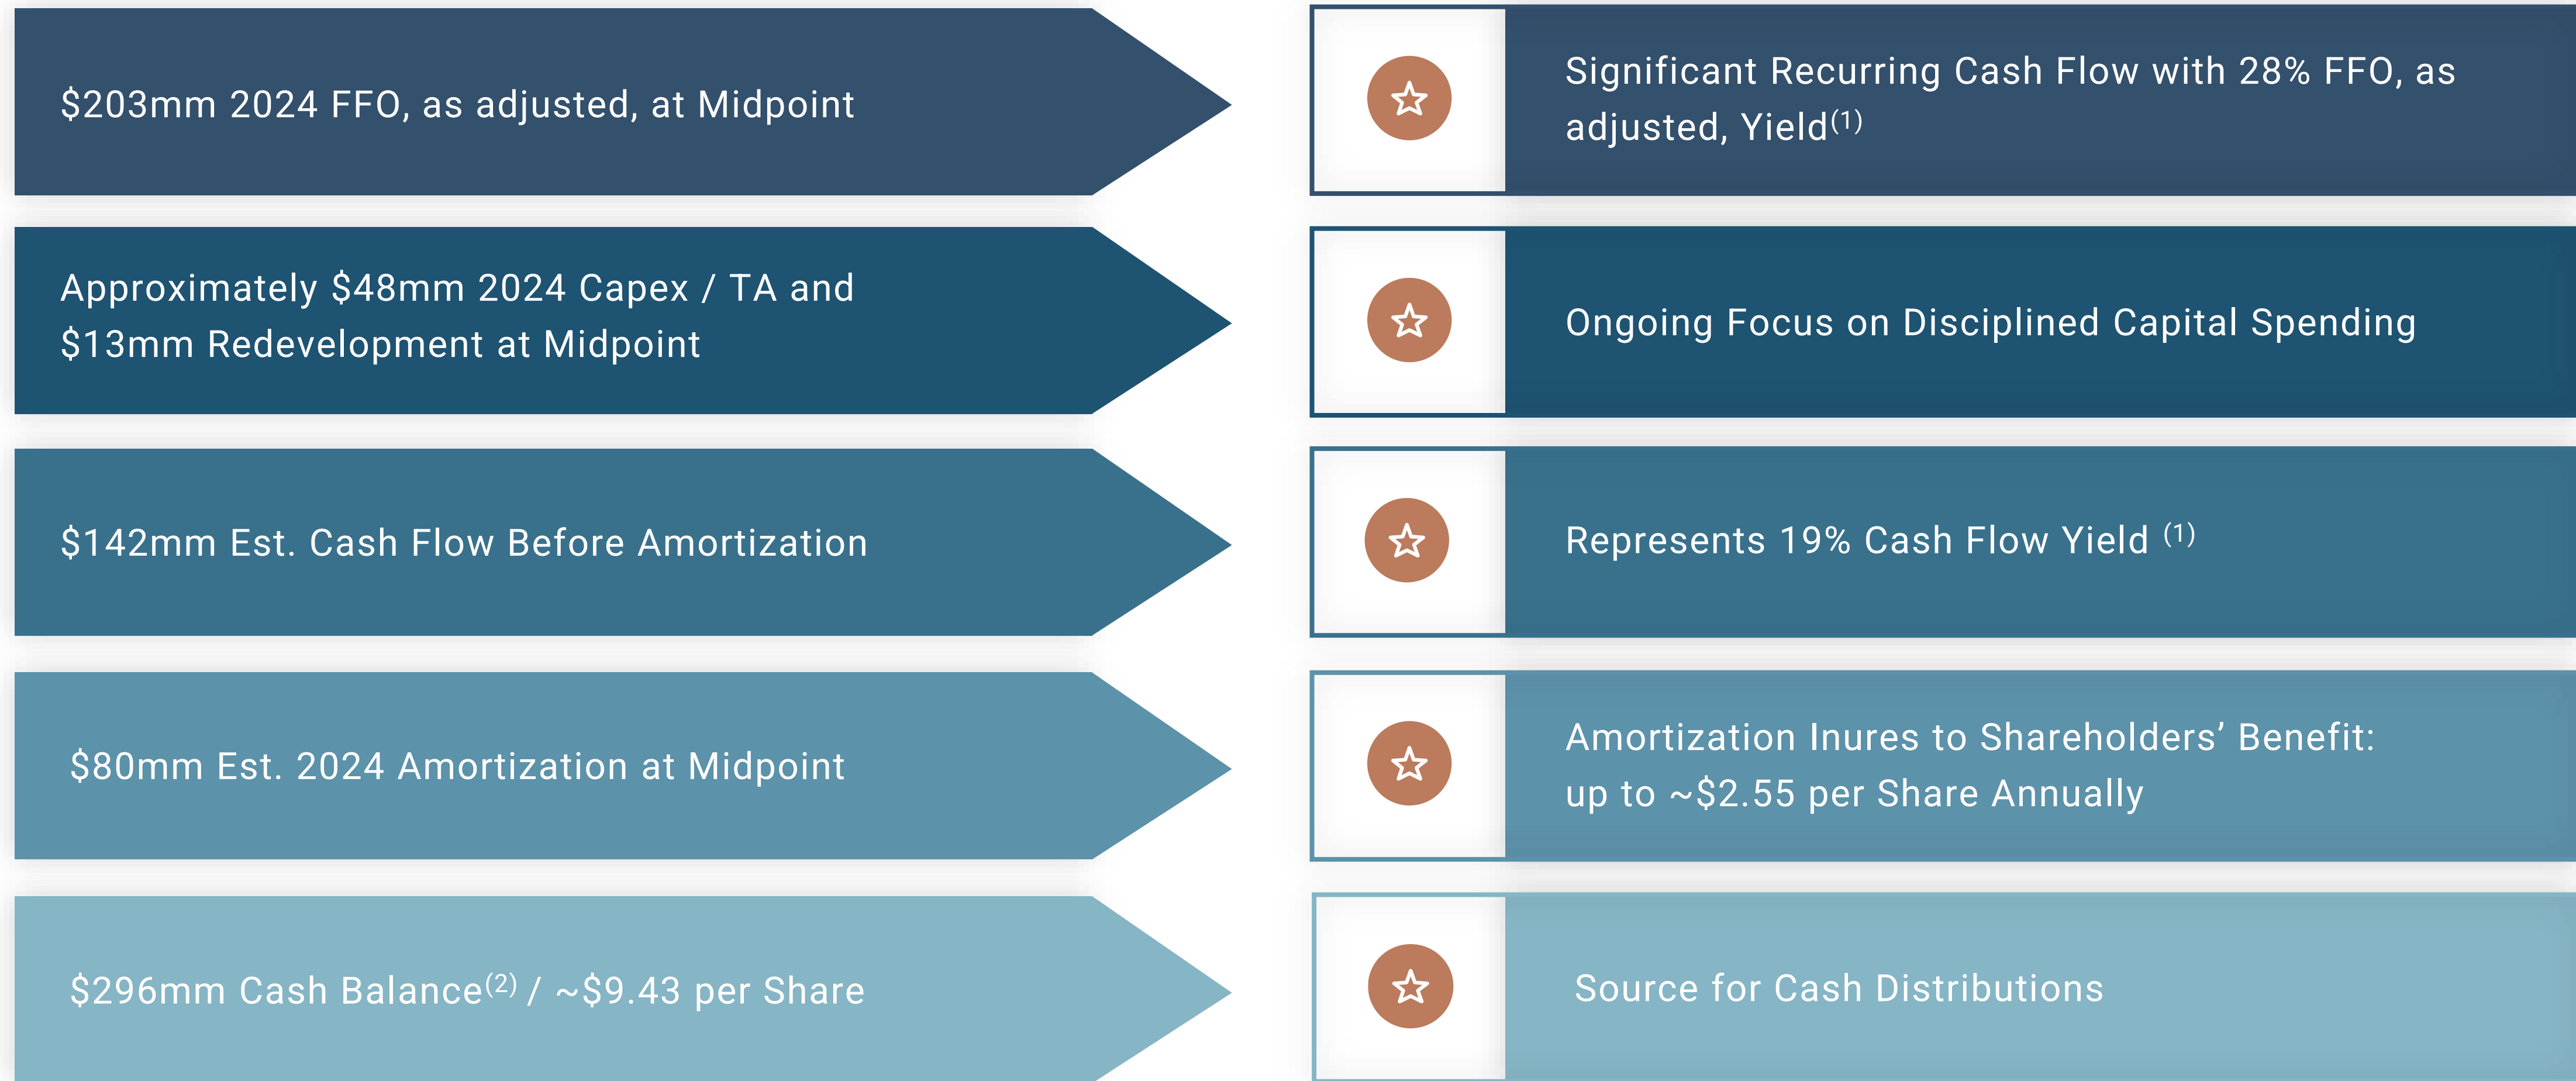 $203mm 2024 FFO, as adjusted, at Midpoint
Significant Recurring Cash Flow with 28% FFO, as
adjusted, Yield(1)
Approximately $48mm 2024 Capex / TA and
$13mm Redevelopment at Midpoint
Ongoing Focus on Disciplined Capital Spending
$142mm Est. Cash Flow Before Amortization
Represents 19% Cash Flow Yield (1)
$80mm Est. 2024 Amortization at Midpoint
Amortization Inures to Shareholders’ Benefit:
up to ~$2.55 per Share Annually
$296mm Cash Balance(2) / ~$9.43 per Share
Source for Cash Distributions